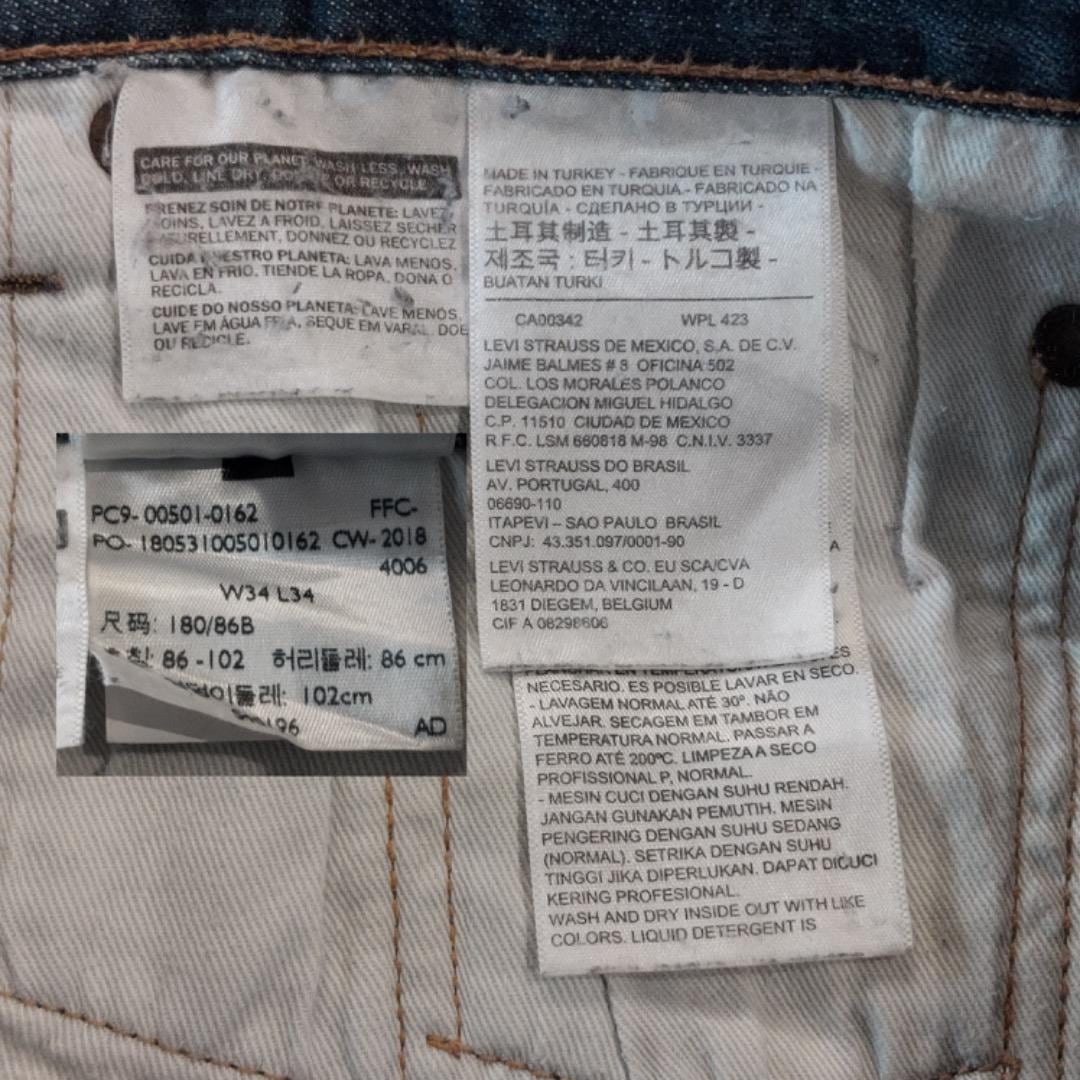 CARE FOR OUR PLANET: WASH LESS, WASH
COLD, LINE DRY, OR RECYCLE
PRENEZ SOIN DE NOTRE PLANETE: LAVEZ
MOINS, LAVEZ A FROID, LAISSEZ SECHER
NATURELLEMENT, DONNEZ OU RECYCLEZ
CUIDA NUESTRO PLANETA: LAVA MENOS,
LAVA EN FRIO, TIENDE LA ROPA, DONA O
RECICLA.
CUIDE DO NOSSO PLANETA: LAVE MENOS,
LAVE EM ÁGUA FRIA, SEQUE EM VARAL, DOE
OU RECICLE.
MADE IN TURKEY - FABRIQUE EN TURQUIE -
FABRICADO EN TURQUIA - FABRICADO NA
TURQUÍA - СДЕЛАНО В ТУРЦИИ -
土耳其制造 - 土耳其製 -
제조국 : 터키 - トルコ製 -
BUATAN TURKI
CA00342 WPL 423
LEVI STRAUSS DE MEXICO, S.A. DE C.V.
JAIME BALMES # 8 OFICINA 502
COL. LOS MORALES POLANCO
DELEGACION MIGUEL HIDALGO
C.P. 11510 CIUDAD DE MEXICO
R.F.C. LSM 660818 M-98 C.N.I.V. 3337
LEVI STRAUSS DO BRASIL
AV. PORTUGAL, 400
06690-110
ITAPEVI – SAO PAULO BRASIL
CNPJ: 43.351.097/0001-90
LEVI STRAUSS & CO. EU SCA/CVA
LEONARDO DA VINCILAAN, 19 - D
1831 DIEGEM, BELGIUM
CIF A 08298606
PC9- 00501-0162 FFC-
PO- 180531005010162 CW- 2018
4006
W34 L34
尺码: 180/86B
86 -102 허리둘레: 86 cm
둘레: 102cm
96 AD
NECESARIO. ES POSIBLE LAVAR EN SECO.
- LAVAGEM NORMAL ATÉ 30º. NÃO
ALVEJAR. SECAGEM EM TAMBOR EM
TEMPERATURA NORMAL. PASSAR A
FERRO ATÉ 200ºC. LIMPEZA A SECO
PROFISSIONAL P, NORMAL.
- MESIN CUCI DENGAN SUHU RENDAH.
JANGAN GUNAKAN PEMUTIH. MESIN
PENGERING DENGAN SUHU SEDANG
(NORMAL). SETRIKA DENGAN SUHU
TINGGI JIKA DIPERLUKAN. DAPAT DICUCI
KERING PROFESIONAL.
WASH AND DRY INSIDE OUT WITH LIKE
COLORS. LIQUID DETERGENT IS